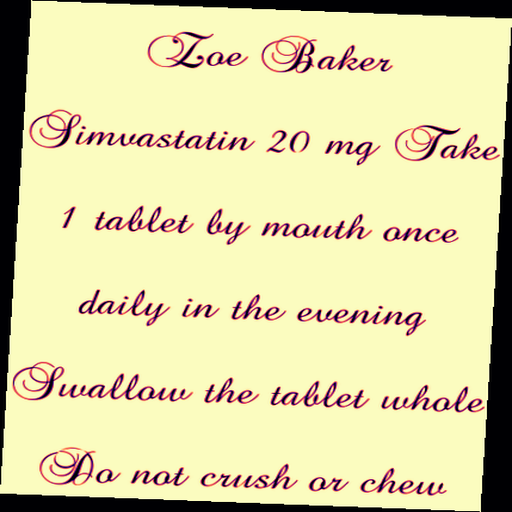 Zoe Baker
Simvastatin 20 mg Take
1 tablet by mouth once
daily in the evening
Swallow the tablet whole
Do not crush or chew